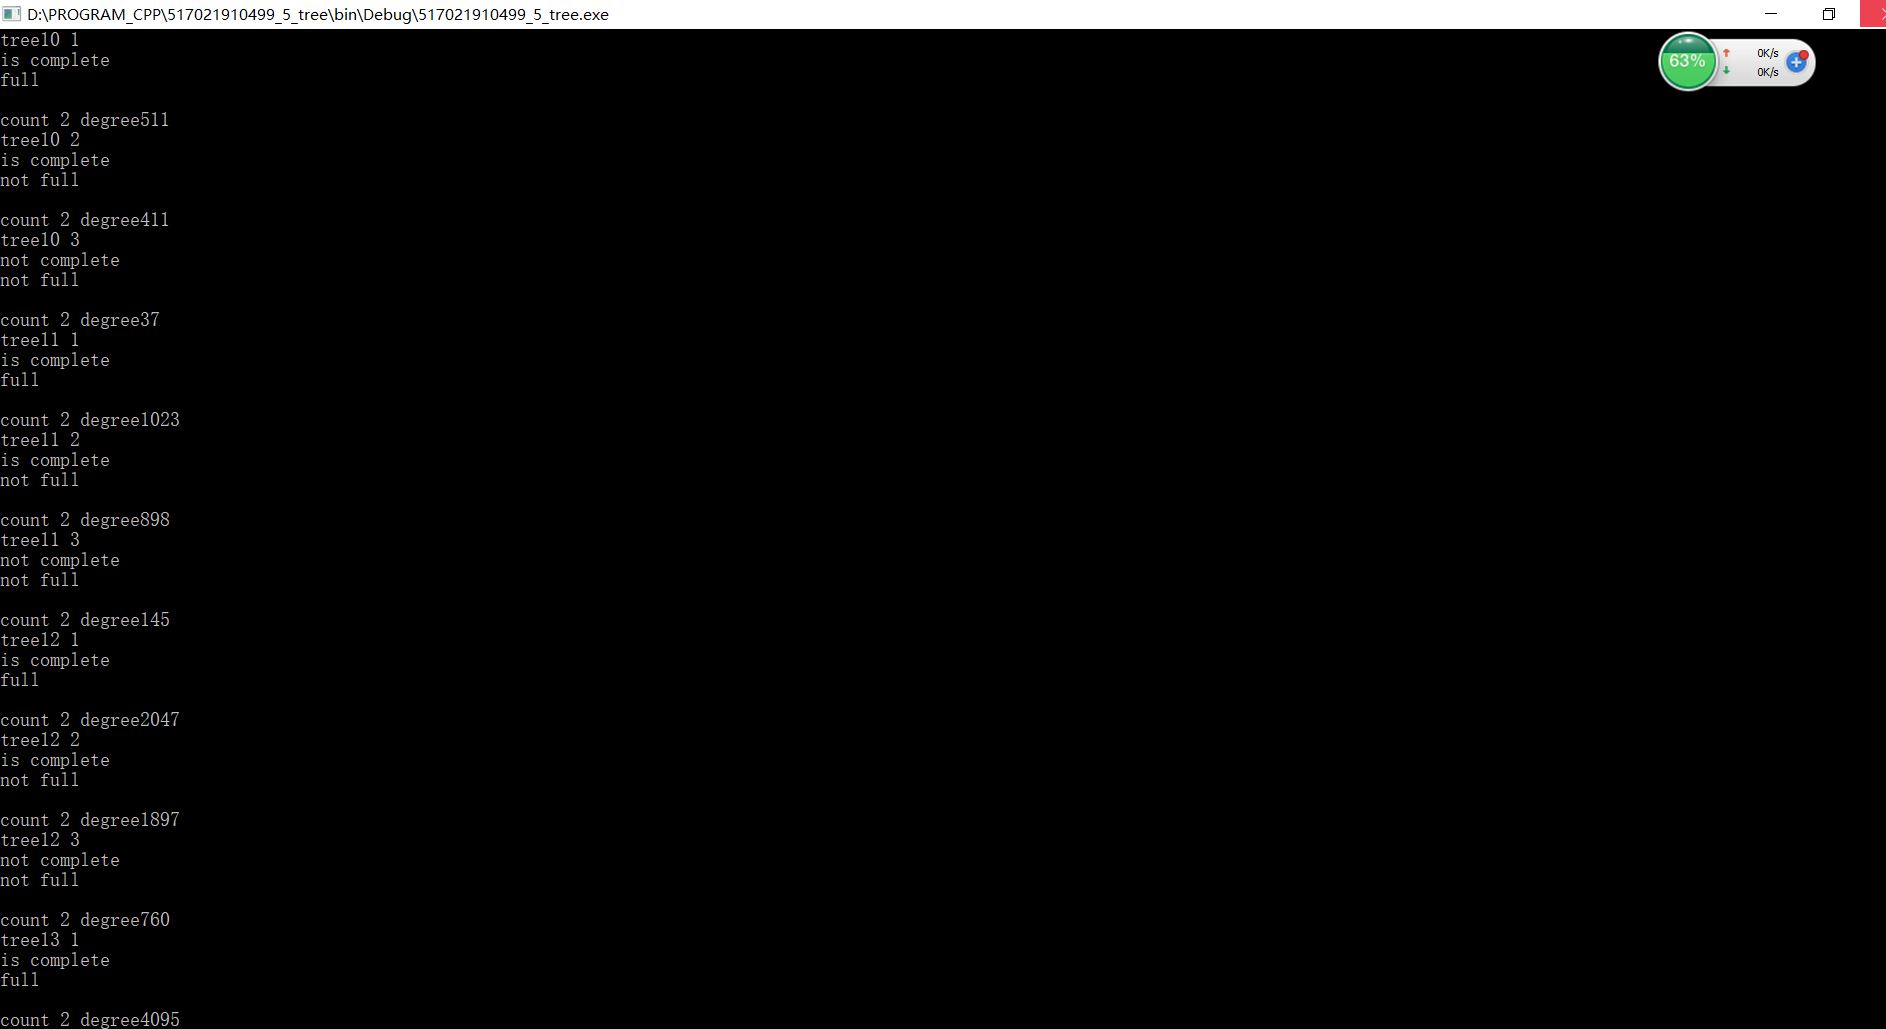 D:\PROGRAM_CPP\517021910499_5_tree\bin\Debug\517021910499_5_tree.exe
tree10 1
is complete
full
63%
0K/s
0K/s
count 2 degree511
tree10 2
is complete
not full
count 2 degree411
tree10 3
not complete
not full
count 2 degree37
tree11 1
is complete
full
count 2 degree1023
tree11 2
is complete
not full
count 2 degree898
tree11 3
not complete
not full
count 2 degree145
tree12 1
is complete
full
count 2 degree2047
tree12 2
is complete
not full
count 2 degree1897
tree12 3
not complete
not full
count 2 degree760
tree13 1
is complete
full
count 2 degree4095